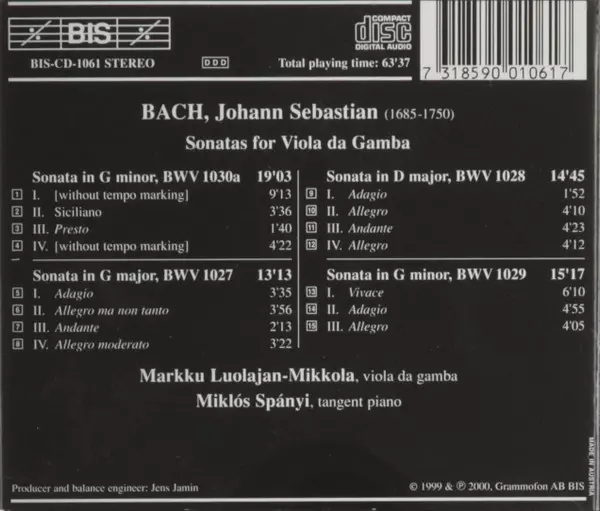 BIS
COMPACT
disc
DIGITAL AUDIO
BIS-CD-1061 STEREO
DDD
Total playing time: 63'37
7 318590 010617
BACH, Johann Sebastian (1685-1750)
Sonatas for Viola da Gamba
Sonata in G minor, BWV 1030a 19'03
1 I. [without tempo marking] 9'13
2 II. Siciliano 3'36
3 III. Presto 1'40
4 IV. [without tempo marking] 4'22
Sonata in G major, BWV 1027 13'13
5 I. Adagio 3'35
6 II. Allegro ma non tanto 3'56
7 III. Andante 2'13
8 IV. Allegro moderato 3'22
Sonata in D major, BWV 1028 14'45
9 I. Adagio 1'52
10 II. Allegro 4'10
11 III. Andante 4'23
12 IV. Allegro 4'12
Sonata in G minor, BWV 1029 15'17
13 I. Vivace 6'10
14 II. Adagio 4'55
15 III. Allegro 4'05
Markku Luolajan-Mikkola, viola da gamba
Miklós Spányi, tangent piano
Producer and balance engineer: Jens Jamin
© 1999 & ℗ 2000, Grammofon AB BIS
MADE IN AUSTRIA